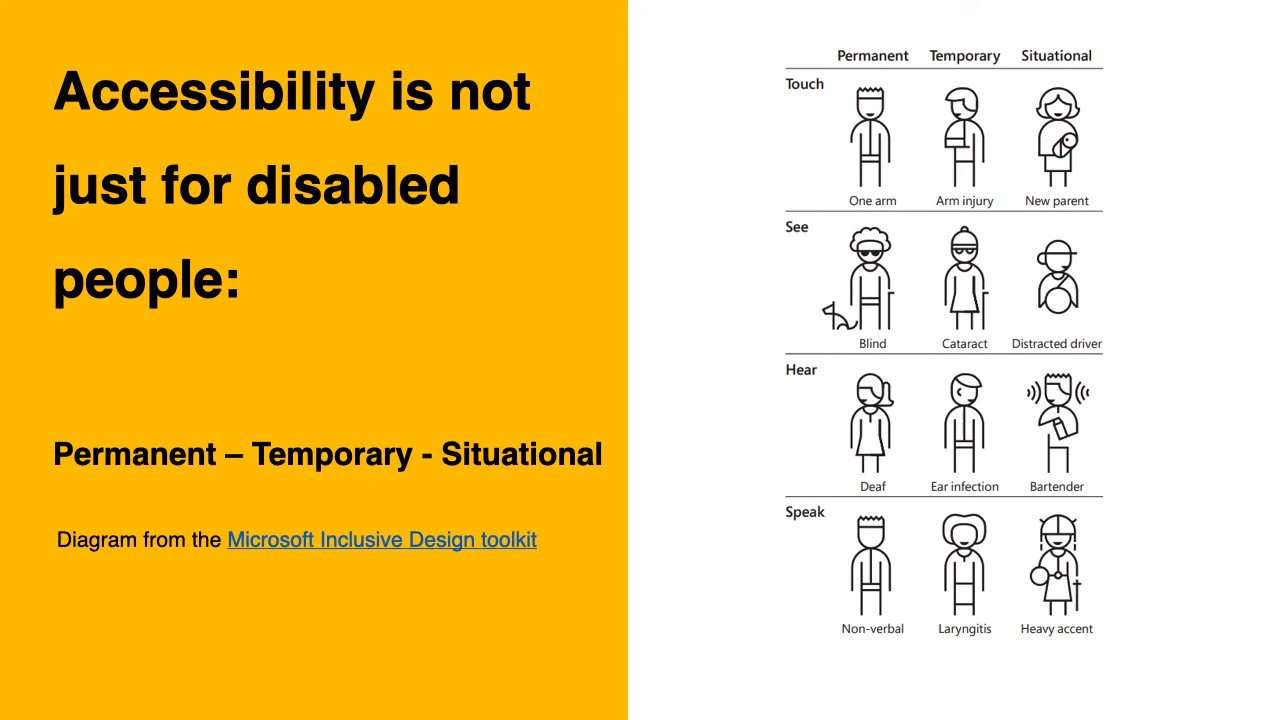 Accessibility is not
just for disabled
people:
Permanent – Temporary - Situational
Diagram from the Microsoft Inclusive Design toolkit
Permanent Temporary Situational
Touch
One arm Arm injury New parent
See
Blind Cataract Distracted driver
Hear
Deaf Ear infection Bartender
Speak
Non-verbal Laryngitis Heavy accent